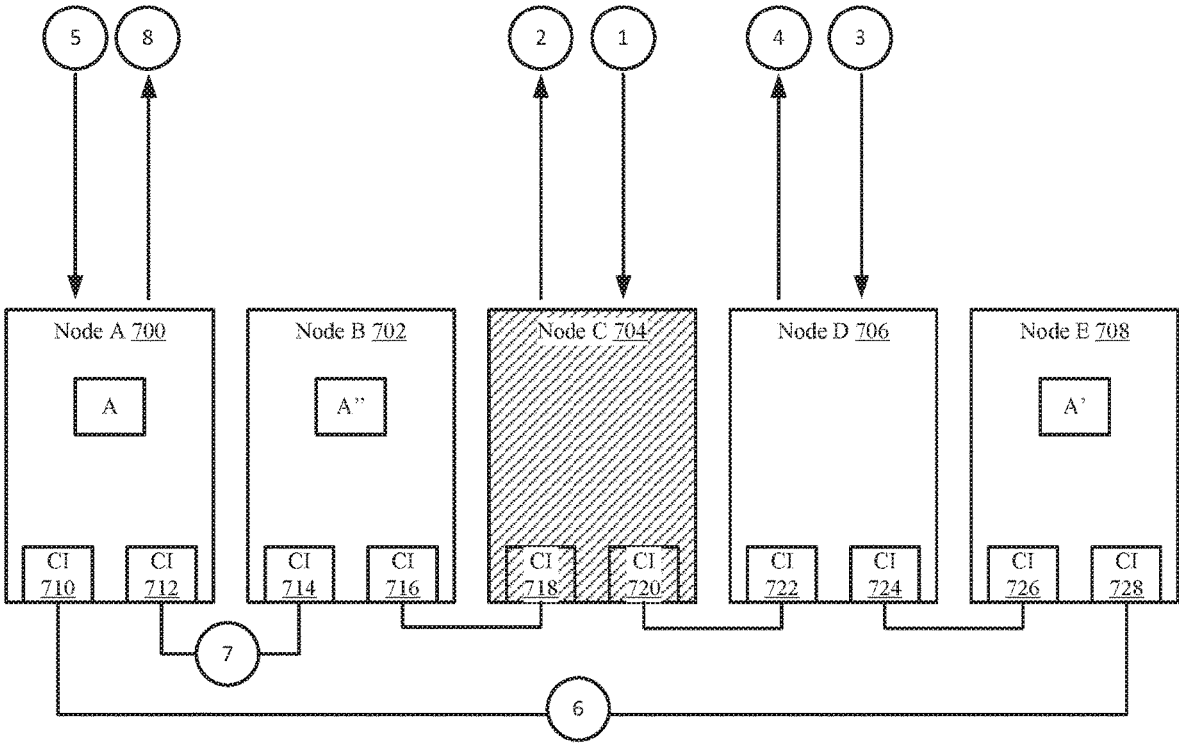 5 8 2 1 4 3
Node A 700 Node B 702 Node C 704 Node D 706 Node E 708
A A’’ A’
CI CI CI CI CI CI CI CI CI CI
710 712 714 716 718 720 722 724 726 728
7
6